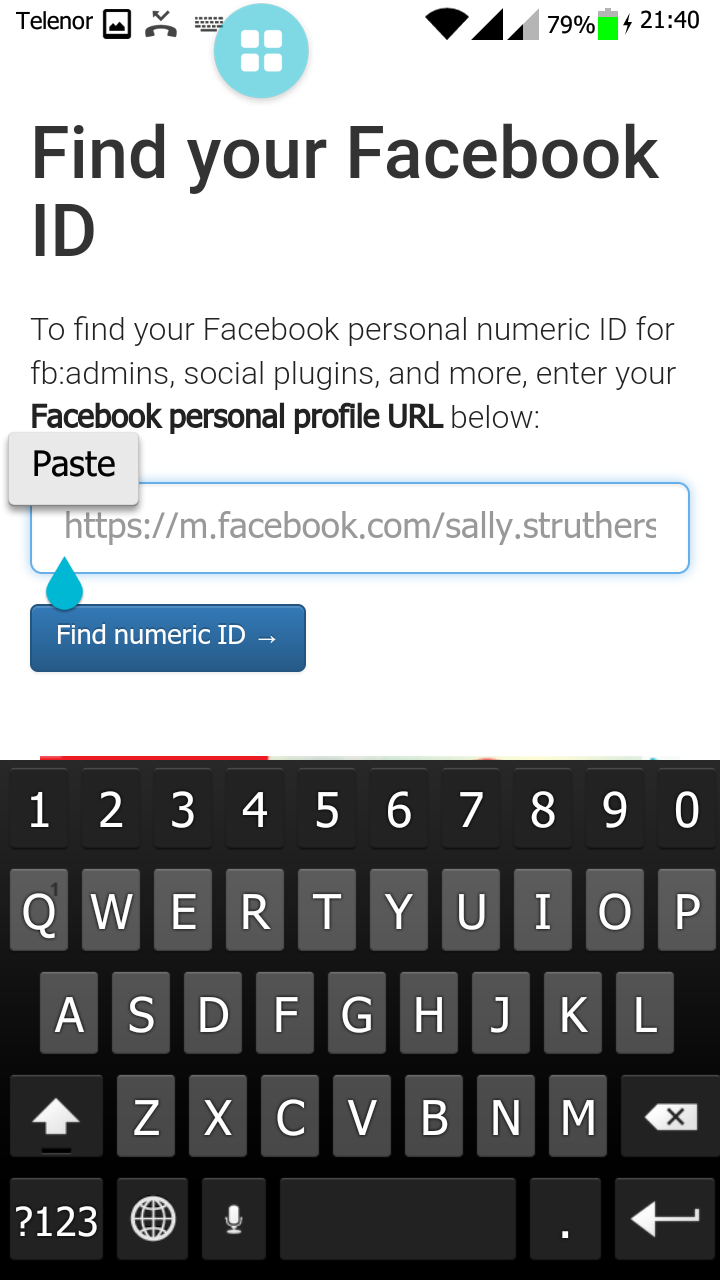 Telenor 79% 21:40
Find your Facebook
ID
To find your Facebook personal numeric ID for
fb:admins, social plugins, and more, enter your
Facebook personal profile URL below:
Paste
https://m.facebook.com/sally.struthers
Find numeric ID →
1 2 3 4 5 6 7 8 9 0
Q 1 W E R T Y U I O P
A S D F G H J K L
Z X C V B N M
?123 .